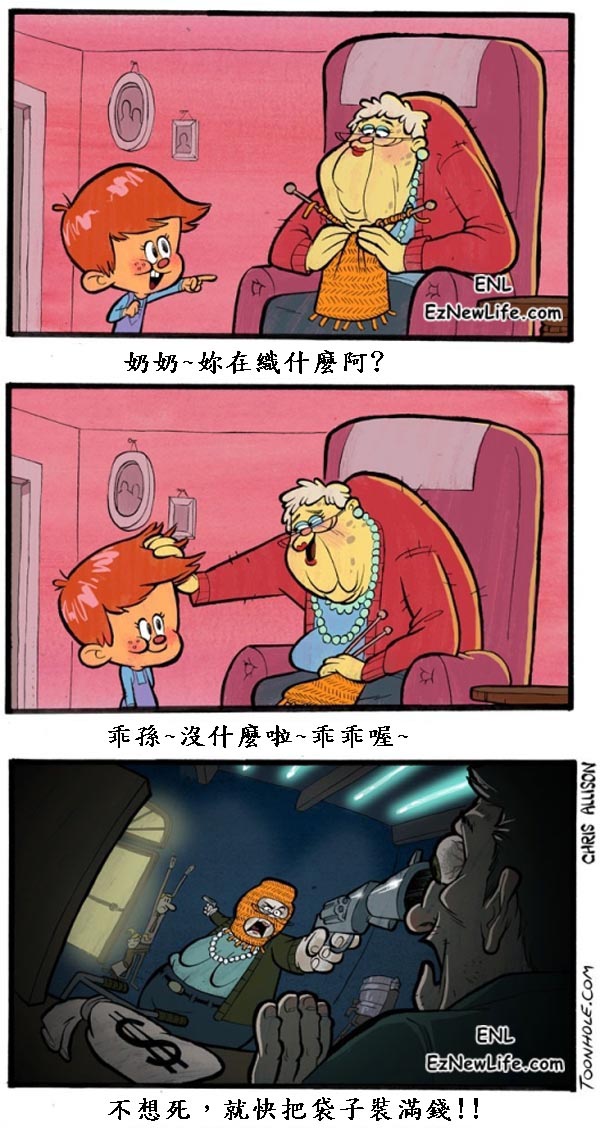 ENL
EzNewLife.com
奶奶~妳在織什麼阿?
乖孫~沒什麼啦~乖乖喔~
CHRIS ALLISON
$
ENL
EzNewLife.com
TOONHOLE.COM
不想死，就快把袋子裝滿錢!!